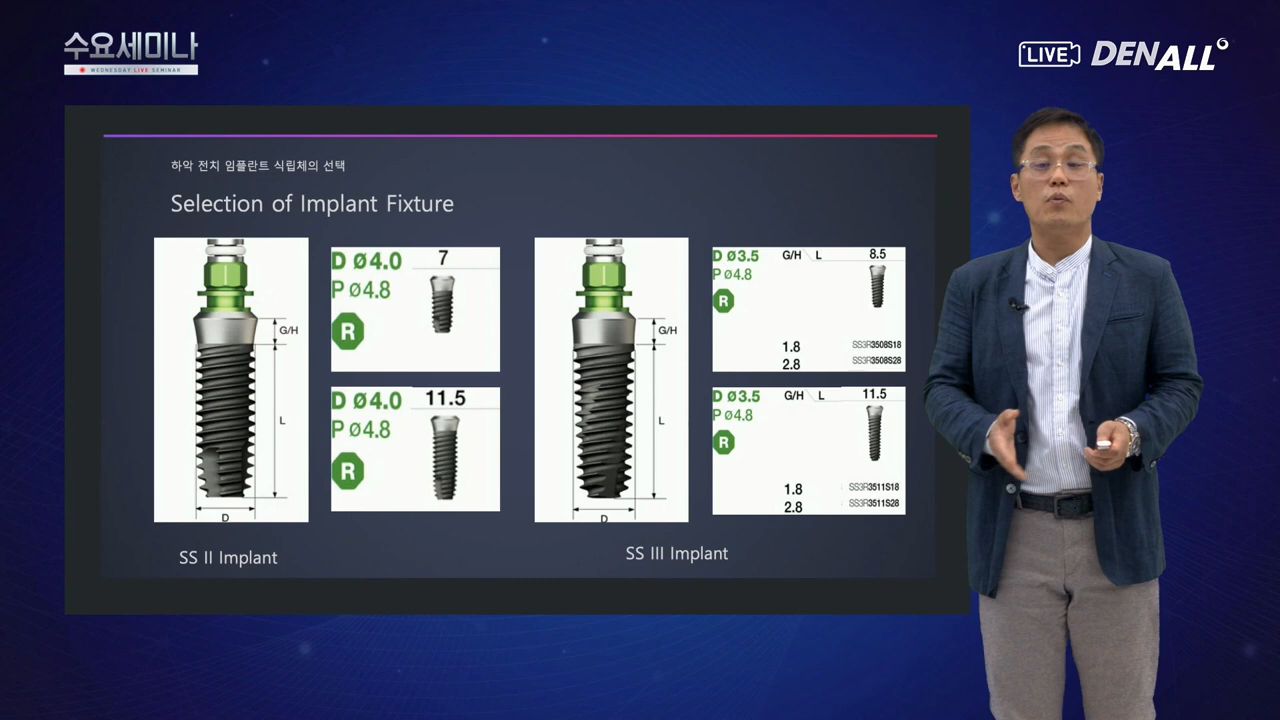 수요세미나
WEDNESDAY LIVE SEMINAR
LIVE
DENALL
하악 전치 임플란트 식립체의 선택
Selection of Implant Fixture
G/H
L
D
SS II Implant
D ø4.0 7
P ø4.8
R
D ø4.0 11.5
P ø4.8
R
G/H
L
D
SS III Implant
D ø3.5 G/H L 8.5
P ø4.8
R
1.8 SS3R3508S18
2.8 SS3R3508S28
D ø3.5 G/H L 11.5
P ø4.8
R
1.8 SS3R3511S18
2.8 SS3R3511S28